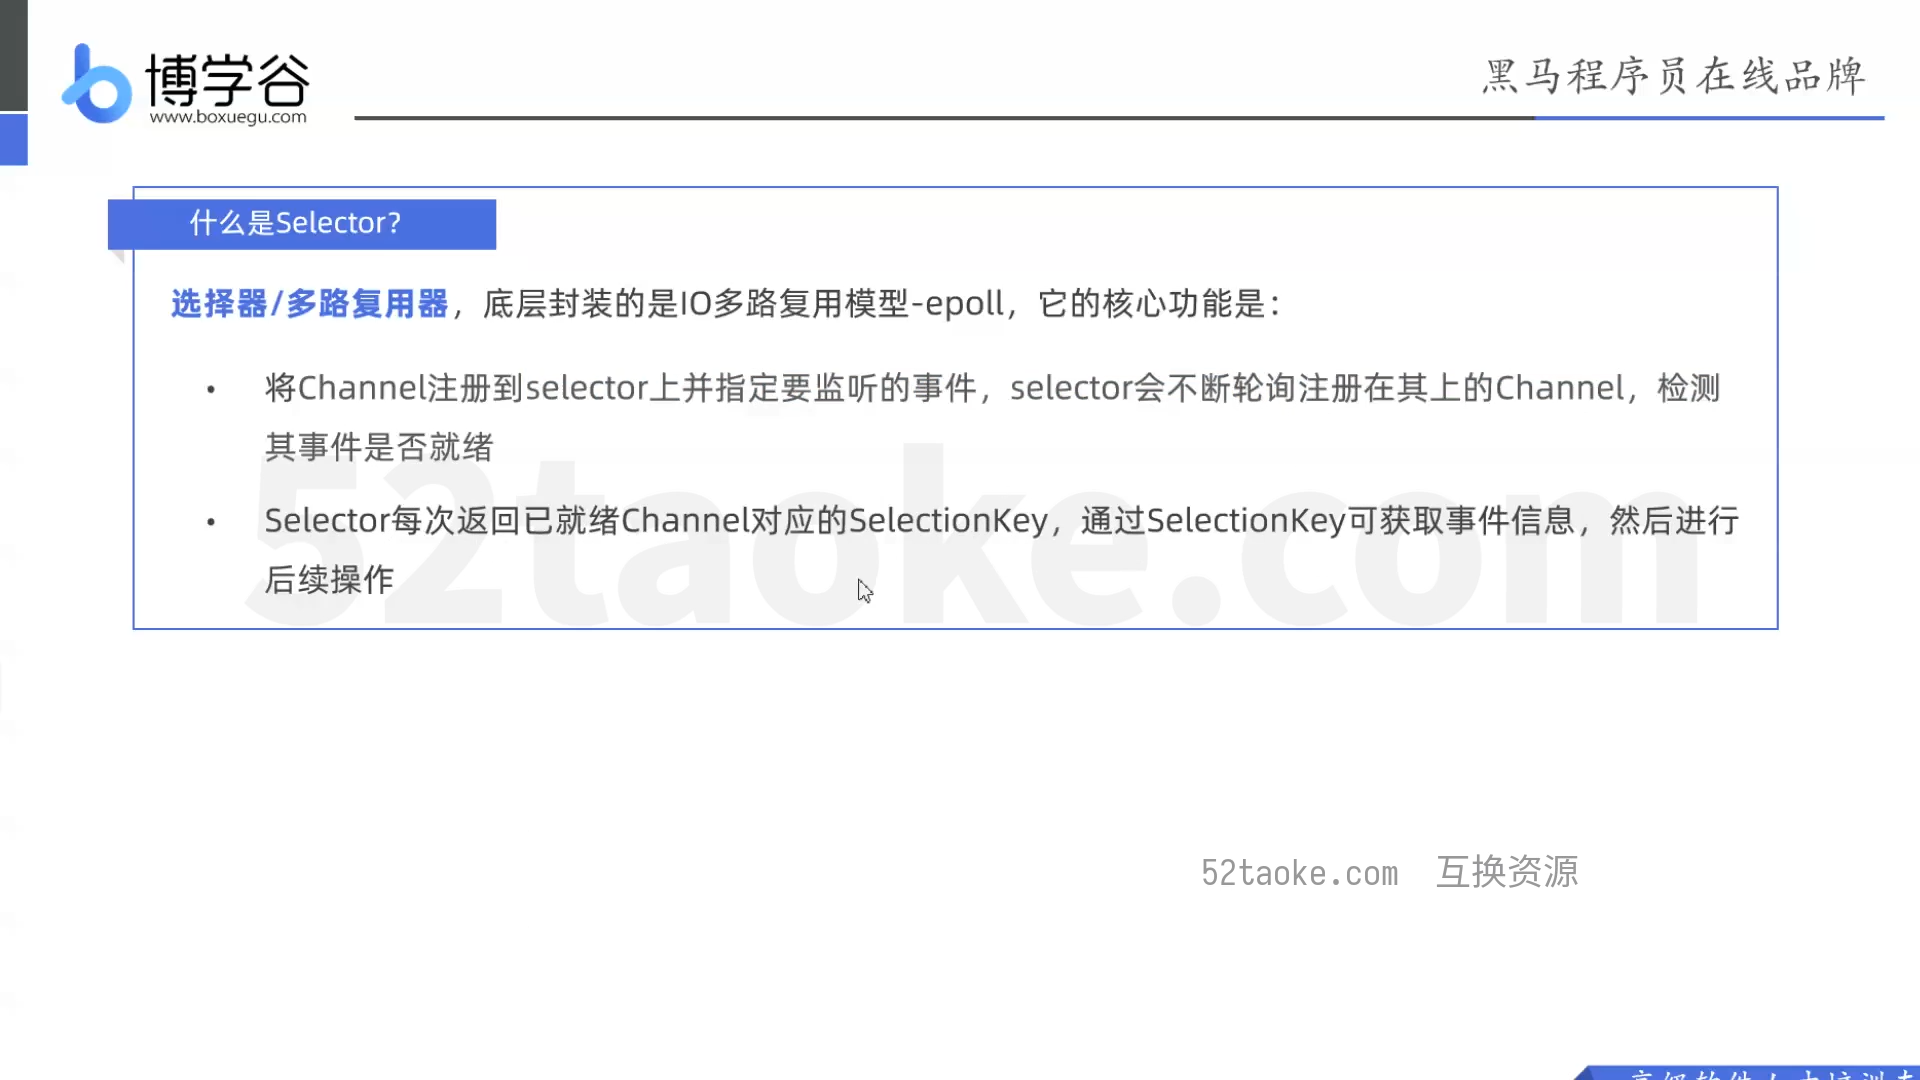 博学谷
www.boxuegu.com
黑马程序员在线品牌
什么是Selector？
选择器/多路复用器，底层封装的是IO多路复用模型-epoll，它的核心功能是：
• 将Channel注册到selector上并指定要监听的事件，selector会不断轮询注册在其上的Channel，检测
其事件是否就绪
• Selector每次返回已就绪Channel对应的SelectionKey，通过SelectionKey可获取事件信息，然后进行
后续操作
52taoke.com
52taoke.com 互换资源